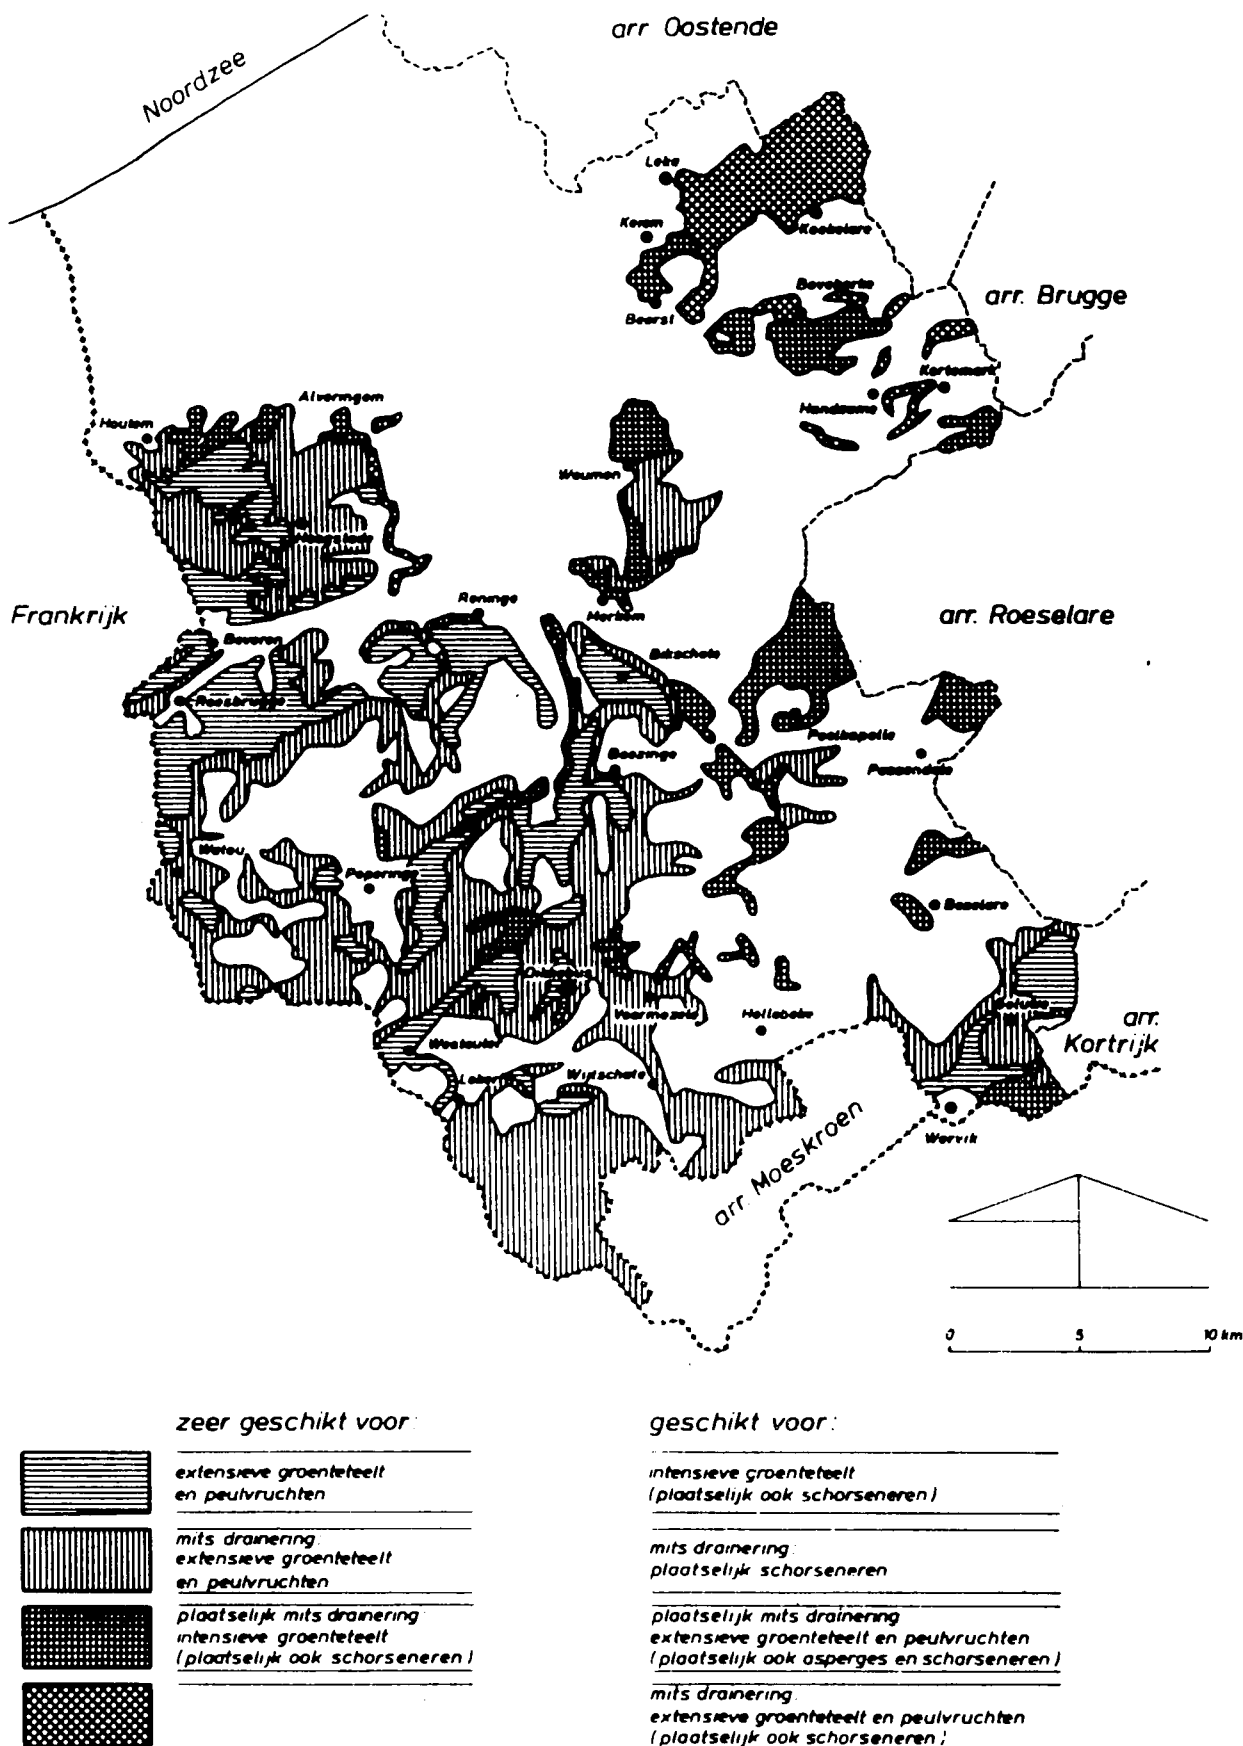 arr Oostende
Noordzee
Leke
Keiem
Koekelare
Beerst
Bovekerke
arr. Brugge
Kortemark
Handzame
Alveringem
Houtem
Woumen
Hoogstade
Reninge
Merkem
Frankrijk
arr. Roeselare
Beveren
Bikschote
Roesbrugge
Poelkapelle
Boezinge
Passendale
Watou
Poperinge
Beselare
Dikkebus
Voormezele
Hollebeke
Geluwe
arr.
Kortrijk
Westouter
Loker
Wijtschate
Wervik
arr. Moeskroen
0 5 10 km
zeer geschikt voor:
extensieve groenteteelt
en peulvruchten
mits drainering:
extensieve groenteteelt
en peulvruchten
plaatselijk mits drainering
intensieve groenteteelt
(plaatselijk ook schorseneren)
geschikt voor:
intensieve groenteteelt
(plaatselijk ook schorseneren)
mits drainering:
plaatselijk schorseneren
plaatselijk mits drainering
extensieve groenteteelt en peulvruchten
(plaatselijk ook asperges en schorseneren)
mits drainering:
extensieve groenteteelt en peulvruchten
(plaatselijk ook schorseneren)